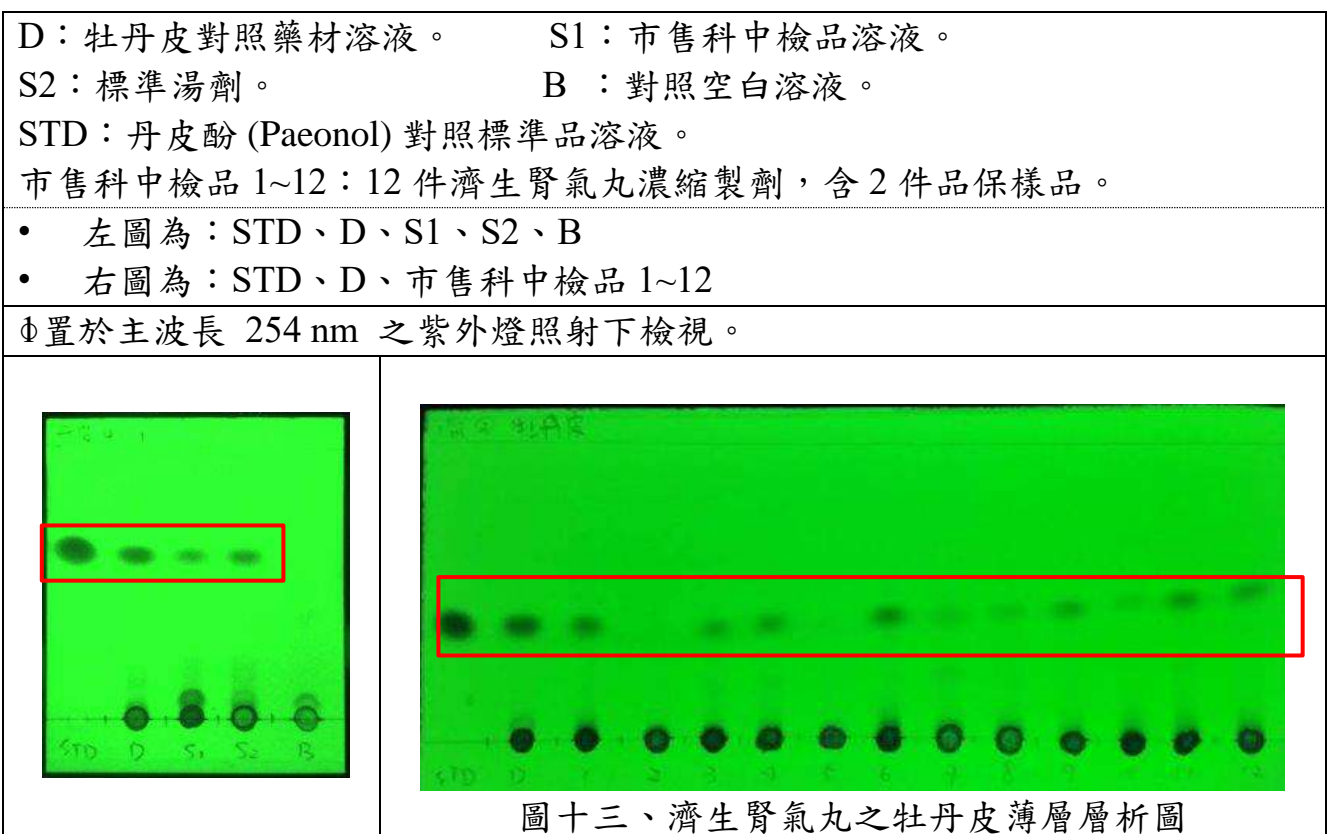 D：牡丹皮對照藥材溶液。 S1：市售科中檢品溶液。
S2：標準湯劑。 B ：對照空白溶液。
STD：丹皮酚 (Paeonol) 對照標準品溶液。
市售科中檢品 1~12：12 件濟生腎氣丸濃縮製劑，含 2 件品保樣品。
• 左圖為：STD、D、S1、S2、B
• 右圖為：STD、D、市售科中檢品 1~12
Φ置於主波長 254 nm 之紫外燈照射下檢視。
STD D S1 S2 B
牡丹皮
STD D 1 2 3 4 5 6 7 8 9 12
圖十三、濟生腎氣丸之牡丹皮薄層層析圖